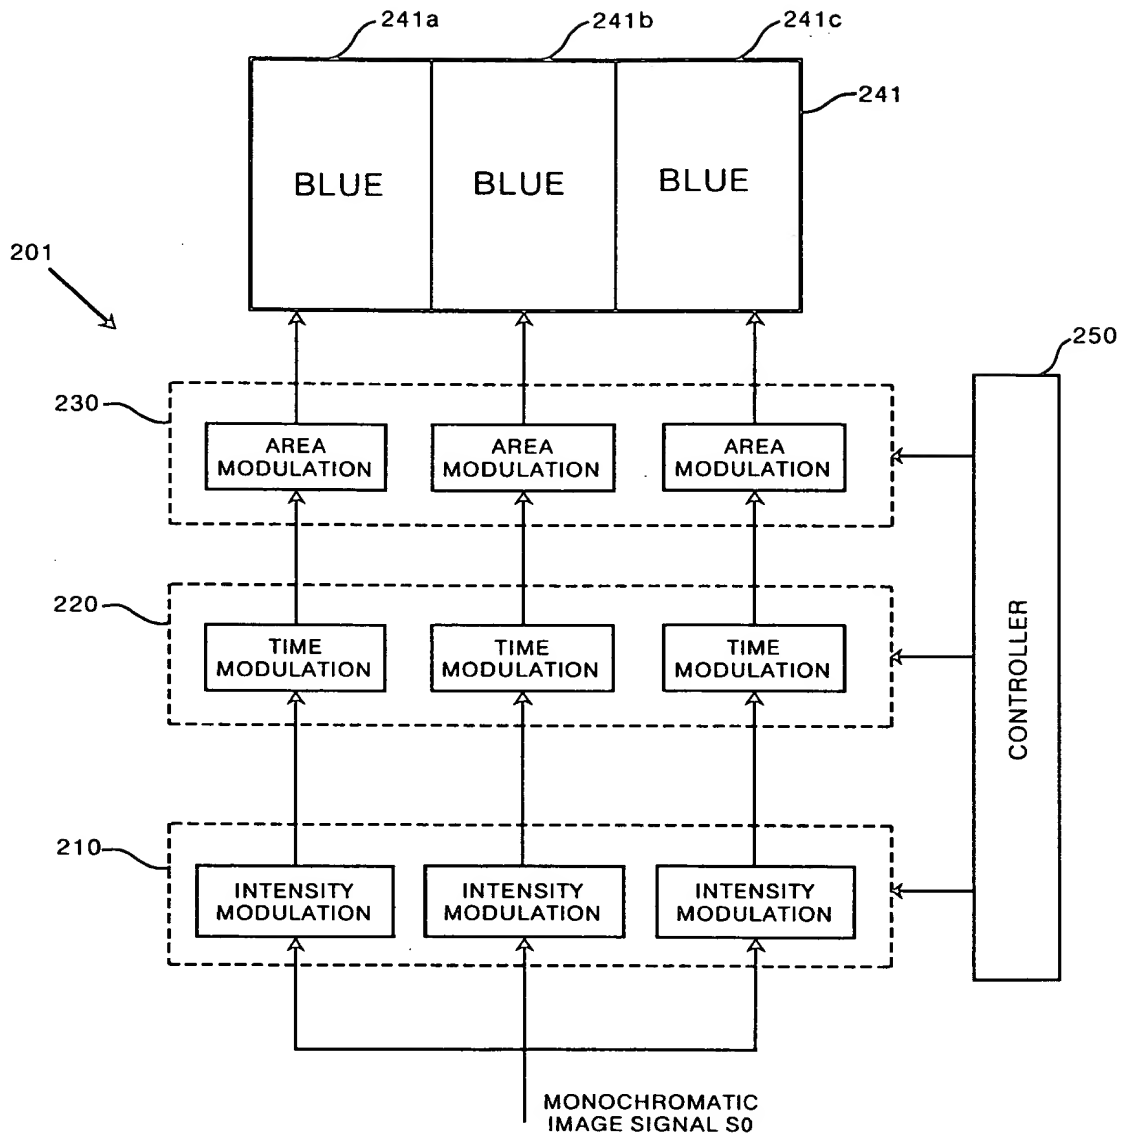 241a
241b
241c
241
BLUE
BLUE
BLUE
201
250
230
AREA
MODULATION
AREA
MODULATION
AREA
MODULATION
220
TIME
MODULATION
TIME
MODULATION
TIME
MODULATION
CONTROLLER
210
INTENSITY
MODULATION
INTENSITY
MODULATION
INTENSITY
MODULATION
MONOCHROMATIC
IMAGE SIGNAL S0